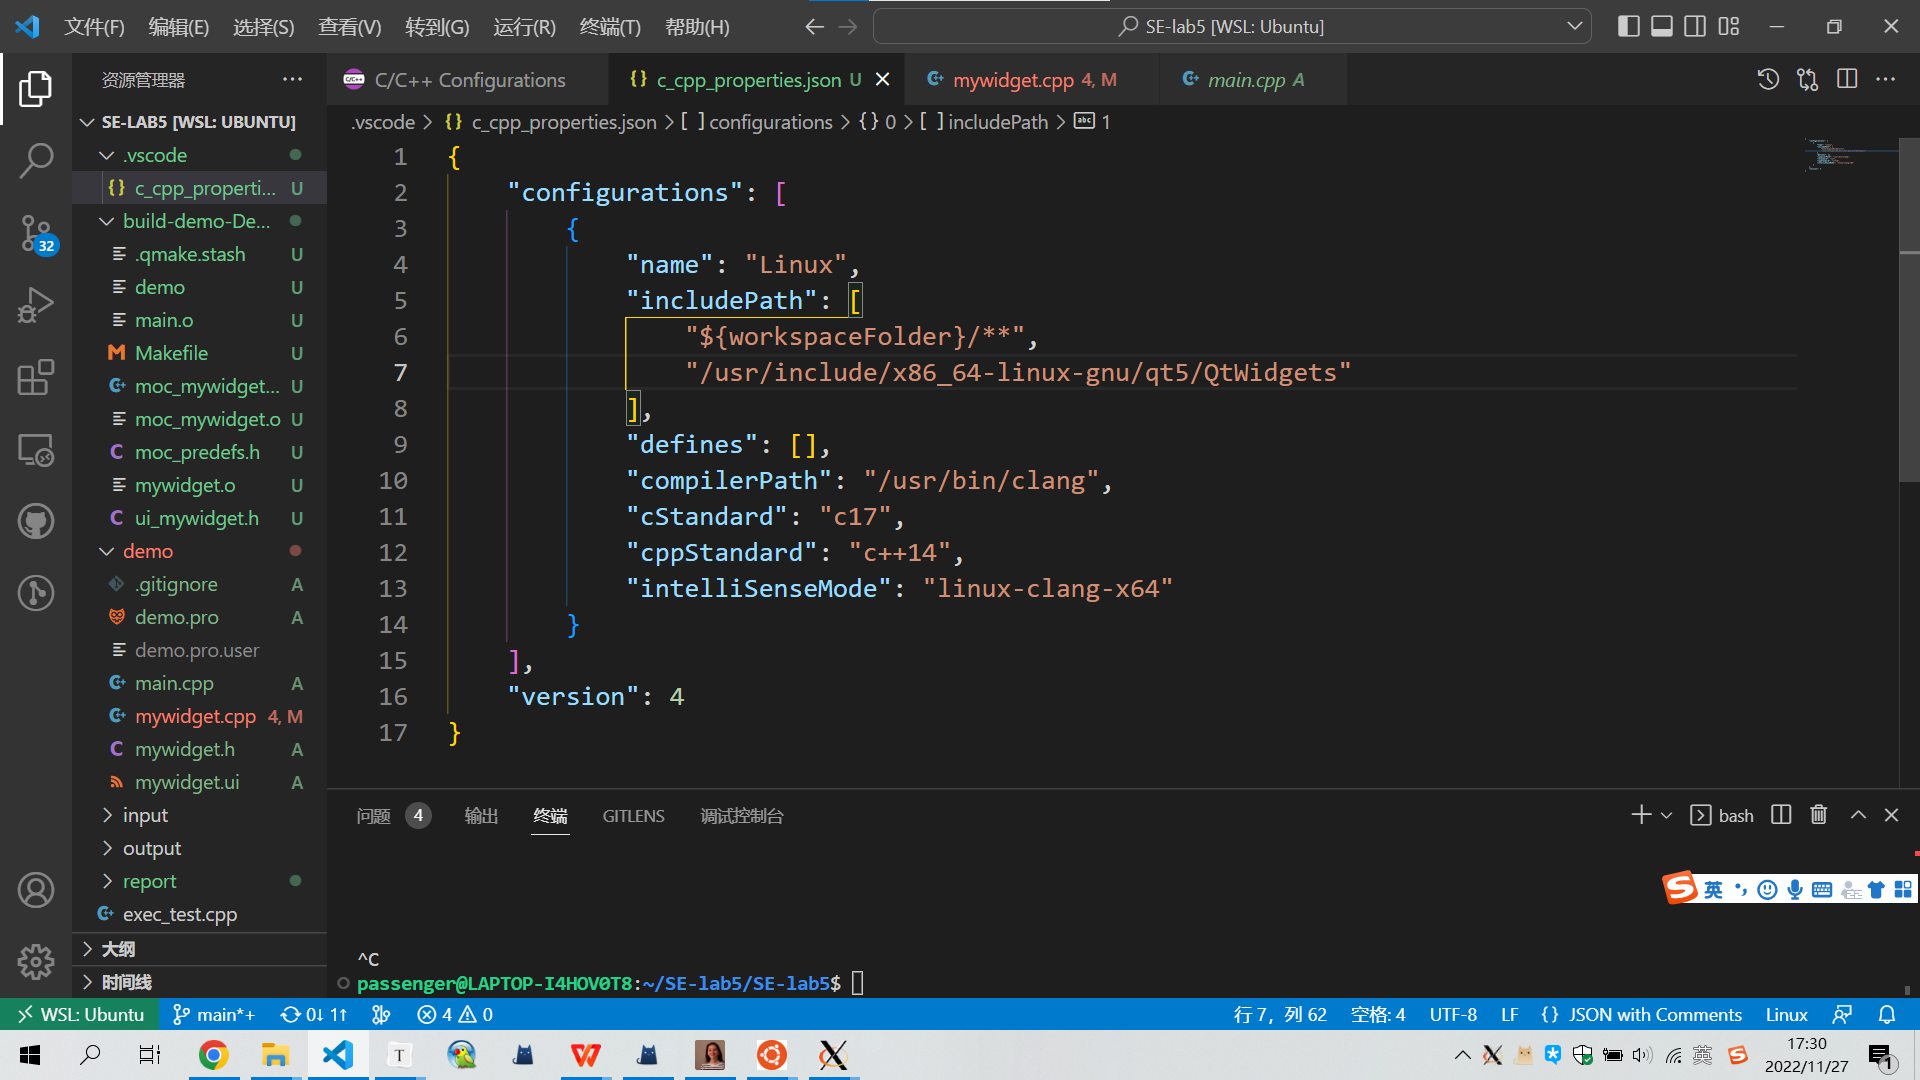 文件(F) 编辑(E) 选择(S) 查看(V) 转到(G) 运行(R) 终端(T) 帮助(H)
SE-lab5 [WSL: Ubuntu]
资源管理器
C/C++ Configurations
c_cpp_properties.json U
mywidget.cpp 4, M
main.cpp A
.vscode > {} c_cpp_properties.json > [ ] configurations > { } 0 > [ ] includePath > abc 1
SE-LAB5 [WSL: UBUNTU]
.vscode
{} c_cpp_properti... U
build-demo-De...
.qmake.stash U
demo U
main.o U
Makefile U
moc_mywidget... U
moc_mywidget.o U
moc_predefs.h U
mywidget.o U
ui_mywidget.h U
demo
.gitignore A
demo.pro A
demo.pro.user
main.cpp A
mywidget.cpp 4, M
mywidget.h A
mywidget.ui A
input
output
report
exec_test.cpp
大纲
时间线
32
1 {
2 "configurations": [
3 {
4 "name": "Linux",
5 "includePath": [
6 "${workspaceFolder}/**",
7 "/usr/include/x86_64-linux-gnu/qt5/QtWidgets"
8 ],
9 "defines": [],
10 "compilerPath": "/usr/bin/clang",
11 "cStandard": "c17",
12 "cppStandard": "c++14",
13 "intelliSenseMode": "linux-clang-x64"
14 }
15 ],
16 "version": 4
17 }
问题 4 输出 终端 GITLENS 调试控制台
bash
英
^C
passenger@LAPTOP-I4HOV0T8:~/SE-lab5/SE-lab5$
WSL: Ubuntu main*+ 0↓ 1↑ 4 0
行 7，列 62 空格: 4 UTF-8 LF {} JSON with Comments Linux
英
17:30
2022/11/27
1